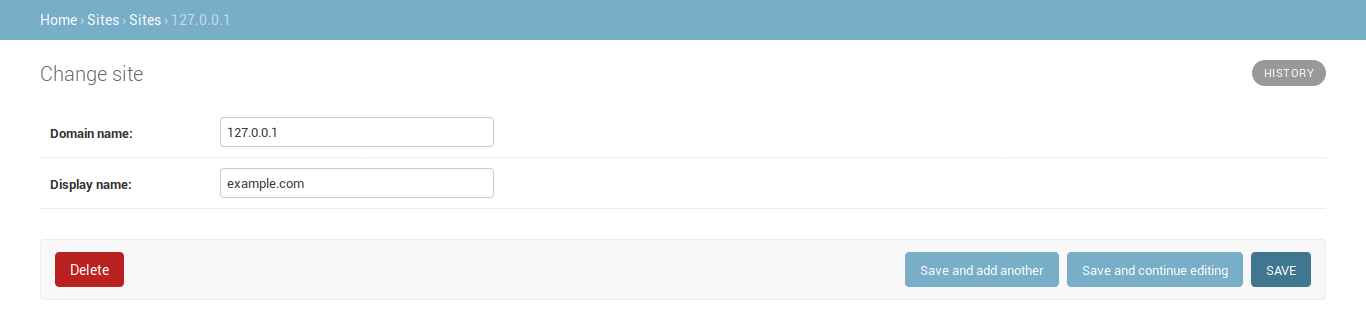 Home › Sites › Sites › 127.0.0.1
Change site
HISTORY
Domain name: 127.0.0.1
Display name: example.com
Delete Save and add another Save and continue editing SAVE